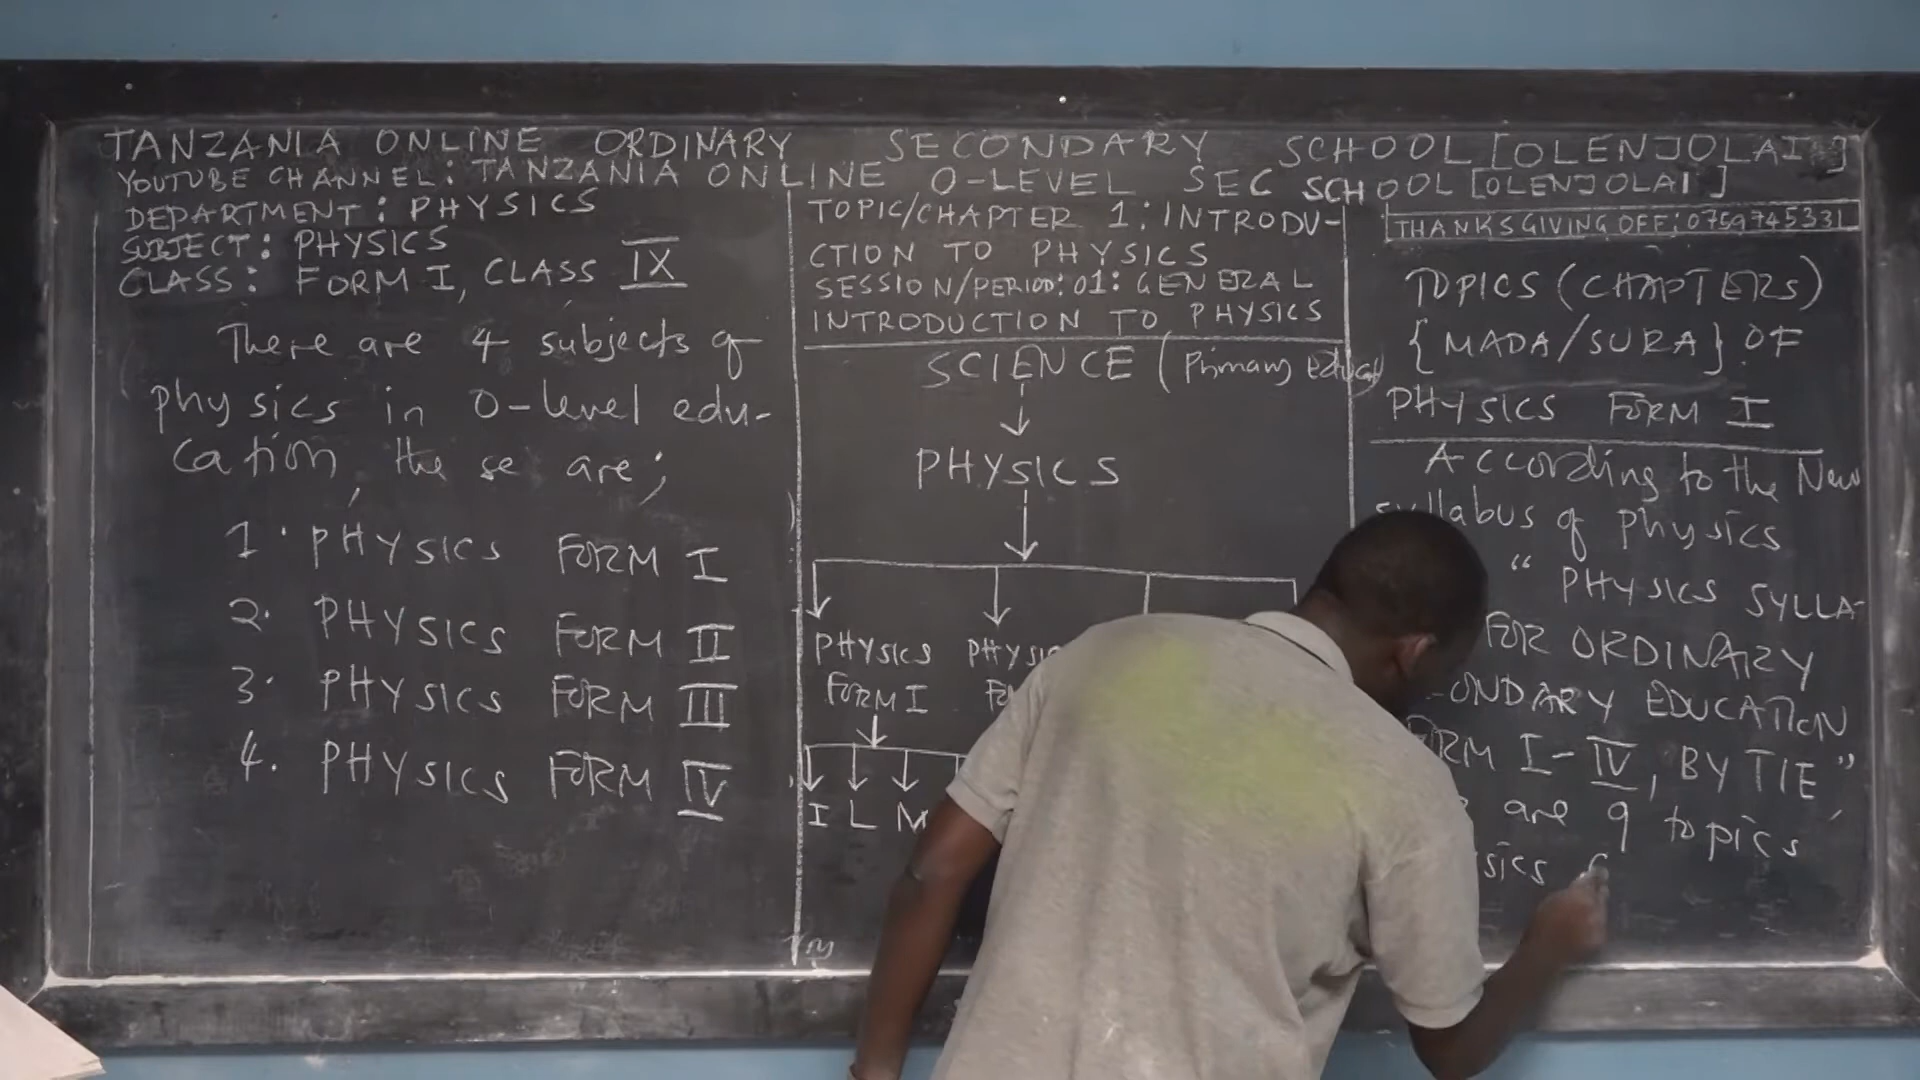 TANZANIA ONLINE ORDINARY SECONDARY SCHOOL [OLENJOLAI]
YOUTUBE CHANNEL: TANZANIA ONLINE O-LEVEL SEC SCHOOL [OLENJOLAI]
DEPARTMENT: PHYSICS
SUBJECT: PHYSICS
CLASS: FORM I, CLASS IX
There are 4 subjects of
physics in O-level edu-
cation, these are;
1. PHYSICS FORM I
2. PHYSICS FORM II
3. PHYSICS FORM III
4. PHYSICS FORM IV
TOPIC/CHAPTER 1: INTRODU-
CTION TO PHYSICS
SESSION/PERIOD: 01: GENERAL
INTRODUCTION TO PHYSICS
SCIENCE (Primary educat)
PHYSICS
PHYSICS
FORM I
I L M
THANKS GIVING OFF: 0759745331
TOPICS (CHAPTERS)
{MADA/SURA} OF
PHYSICS FORM I
According to the New
syllabus of physics
" PHYSICS SYLLA-
FOR ORDINARY
ONDARY EDUCATION
RM I-IV, BY TIE",
are 9 topics
sics